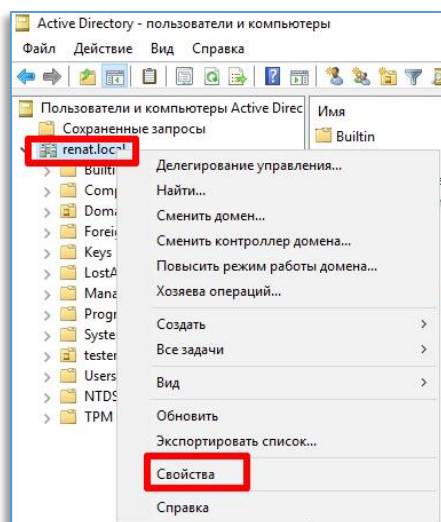 Active Directory - пользователи и компьютеры
Файл Действие Вид Справка
Пользователи и компьютеры Active Direc
Имя
Сохраненные запросы
Builtin
renat.local
Builti
Comp
Doma
Foreig
Keys
LostA
Mana
Progr
Syste
tester
Users
NTDS
TPM
Делегирование управления...
Найти...
Сменить домен...
Сменить контроллер домена...
Повысить режим работы домена...
Хозяева операций...
Создать
Все задачи
Вид
Обновить
Экспортировать список...
Свойства
Справка